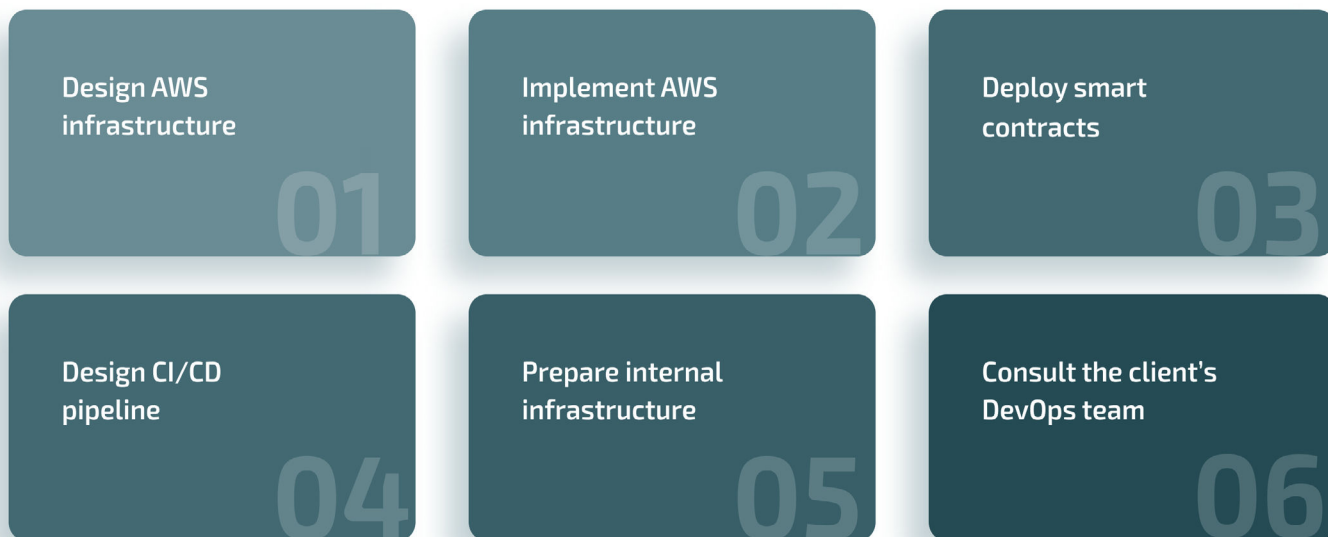 Design AWS
infrastructure
01
Implement AWS
infrastructure
02
Deploy smart
contracts
03
Design CI/CD
pipeline
04
Prepare internal
infrastructure
05
Consult the client’s
DevOps team
06